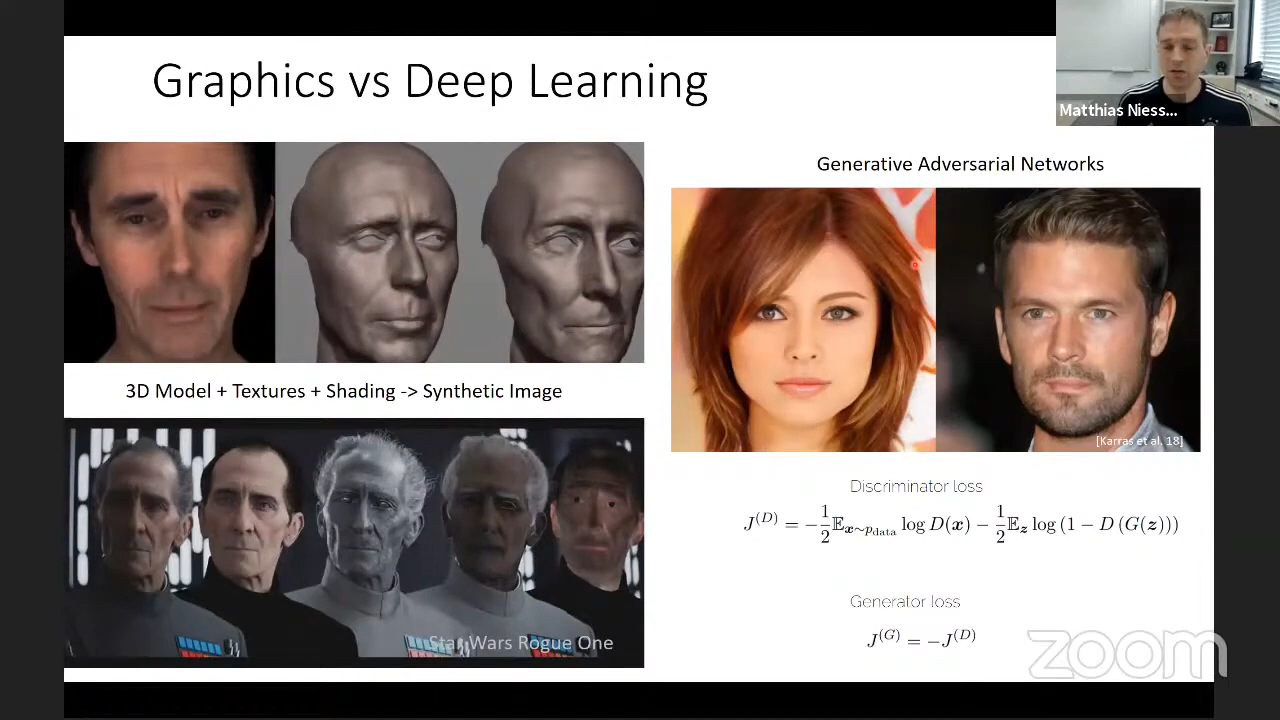 Graphics vs Deep Learning
Matthias Niess...
Generative Adversarial Networks
[Karras et al. 18]
3D Model + Textures + Shading -> Synthetic Image
Star Wars Rogue One
Discriminator loss
J^{(D)} = -\frac{1}{2}\mathbb{E}_{x \sim p_{\text{data}}} \log D(x) - \frac{1}{2}\mathbb{E}_{z} \log (1 - D(G(z)))
Generator loss
J^{(G)} = -J^{(D)}
zoom